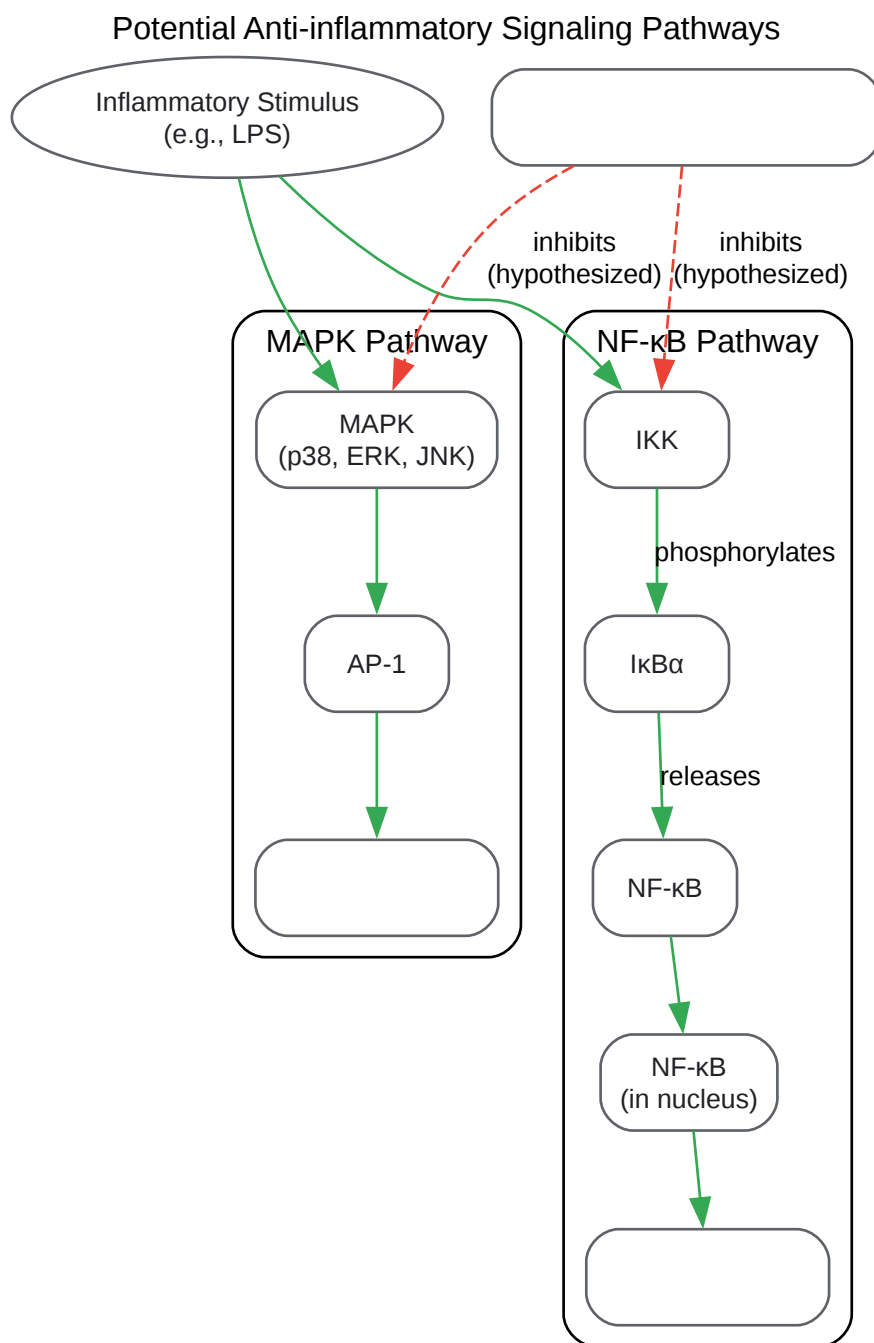 Potential Anti-inflammatory Signaling Pathways
Inflammatory Stimulus
(e.g., LPS)
inhibits
(hypothesized)
inhibits
(hypothesized)
MAPK Pathway
NF-κB Pathway
MAPK
(p38, ERK, JNK)
IKK
phosphorylates
AP-1
IκBα
releases
NF-κB
NF-κB
(in nucleus)